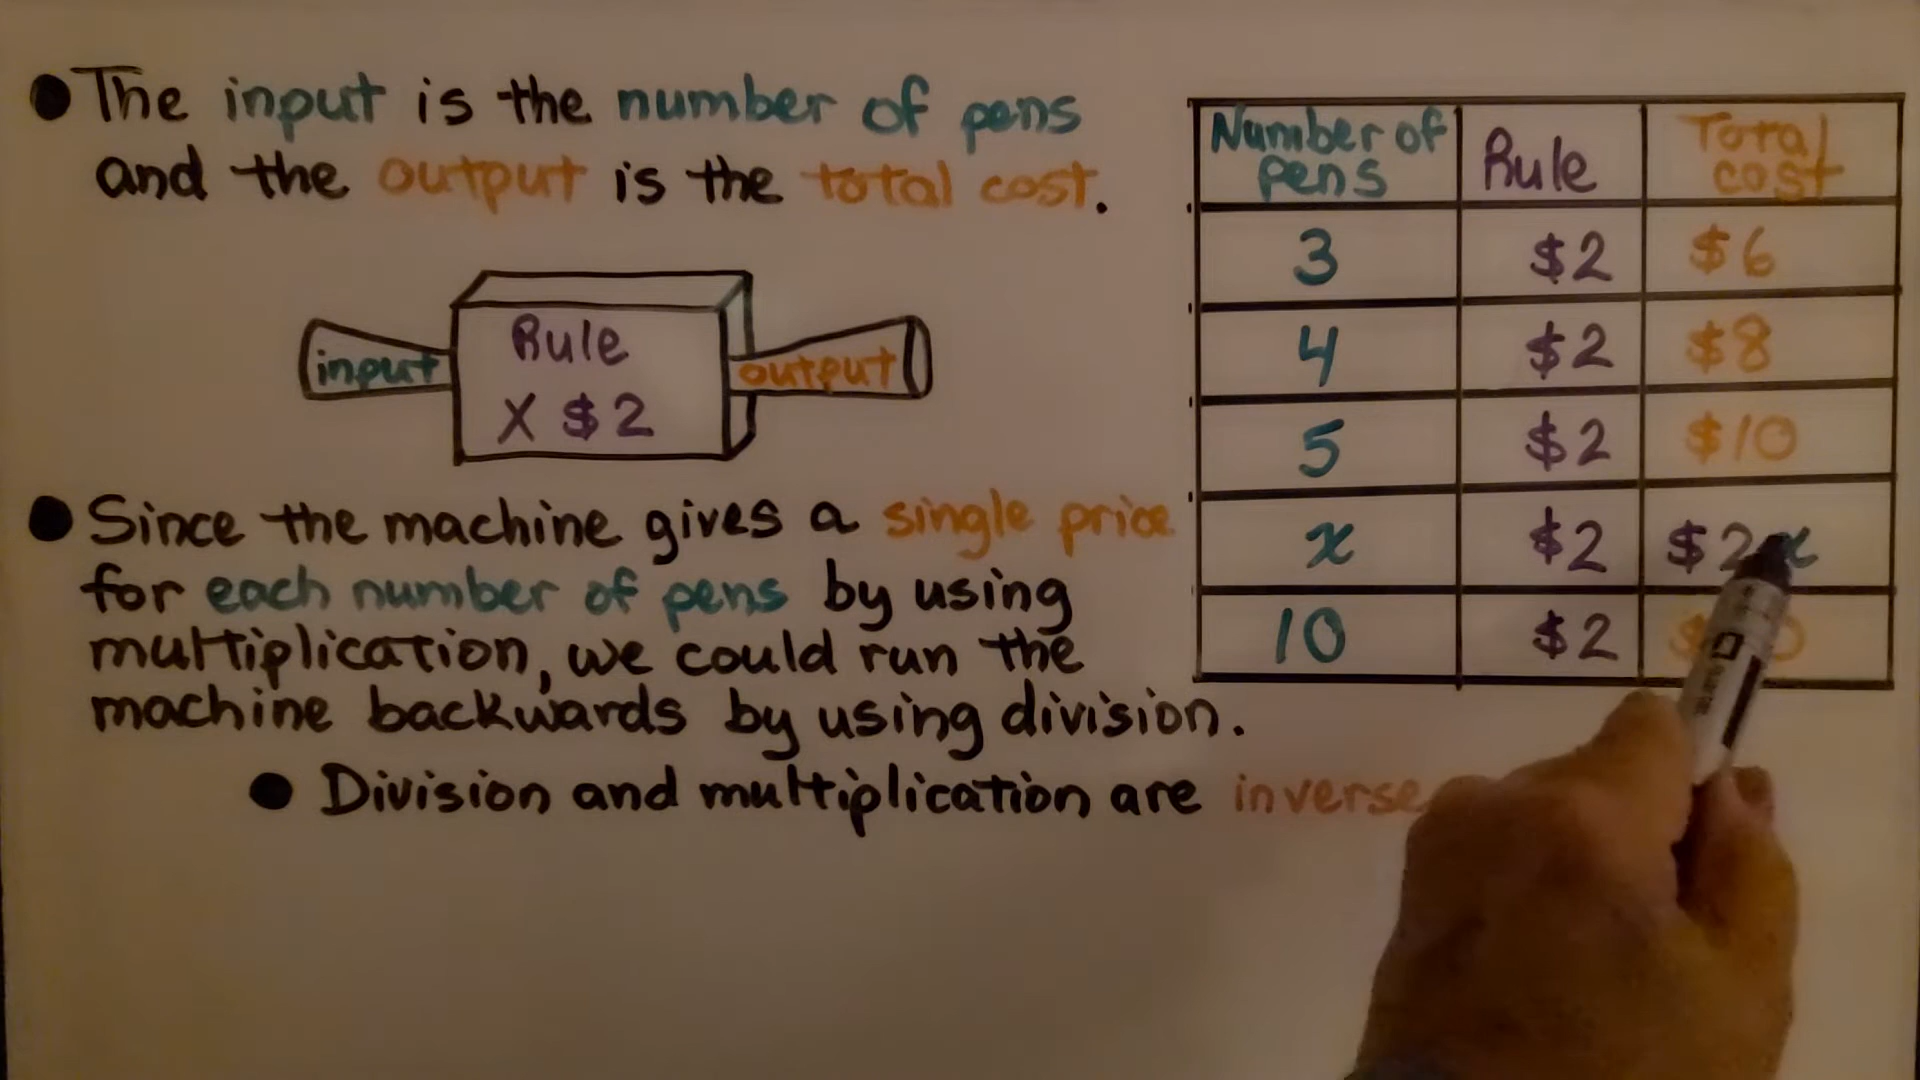 The input is the number of pens
and the output is the total cost.
input
Rule
X $2
output
Since the machine gives a single price
for each number of pens by using
multiplication, we could run the
machine backwards by using division.
Division and multiplication are inverse
Number of pens Rule Total cost
3 $2 $6
4 $2 $8
5 $2 $10
x $2 $2x
10 $2